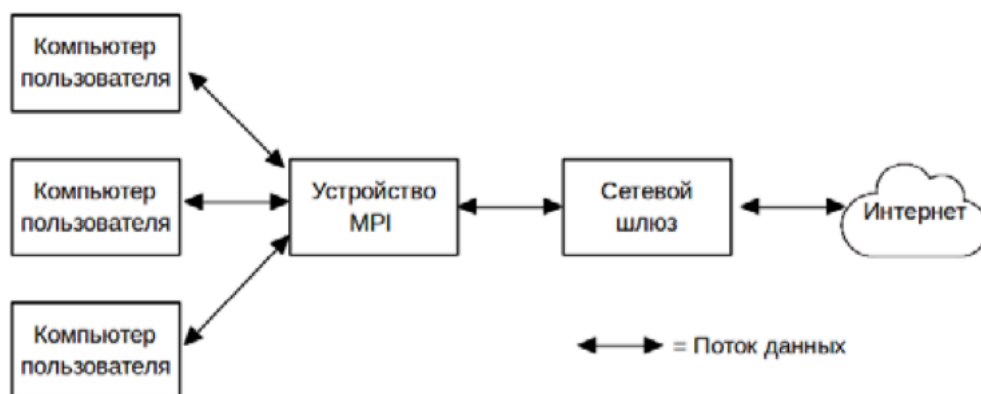 Компьютер
пользователя
Компьютер
пользователя
Компьютер
пользователя
Устройство
MPI
Сетевой
шлюз
Интернет
= Поток данных